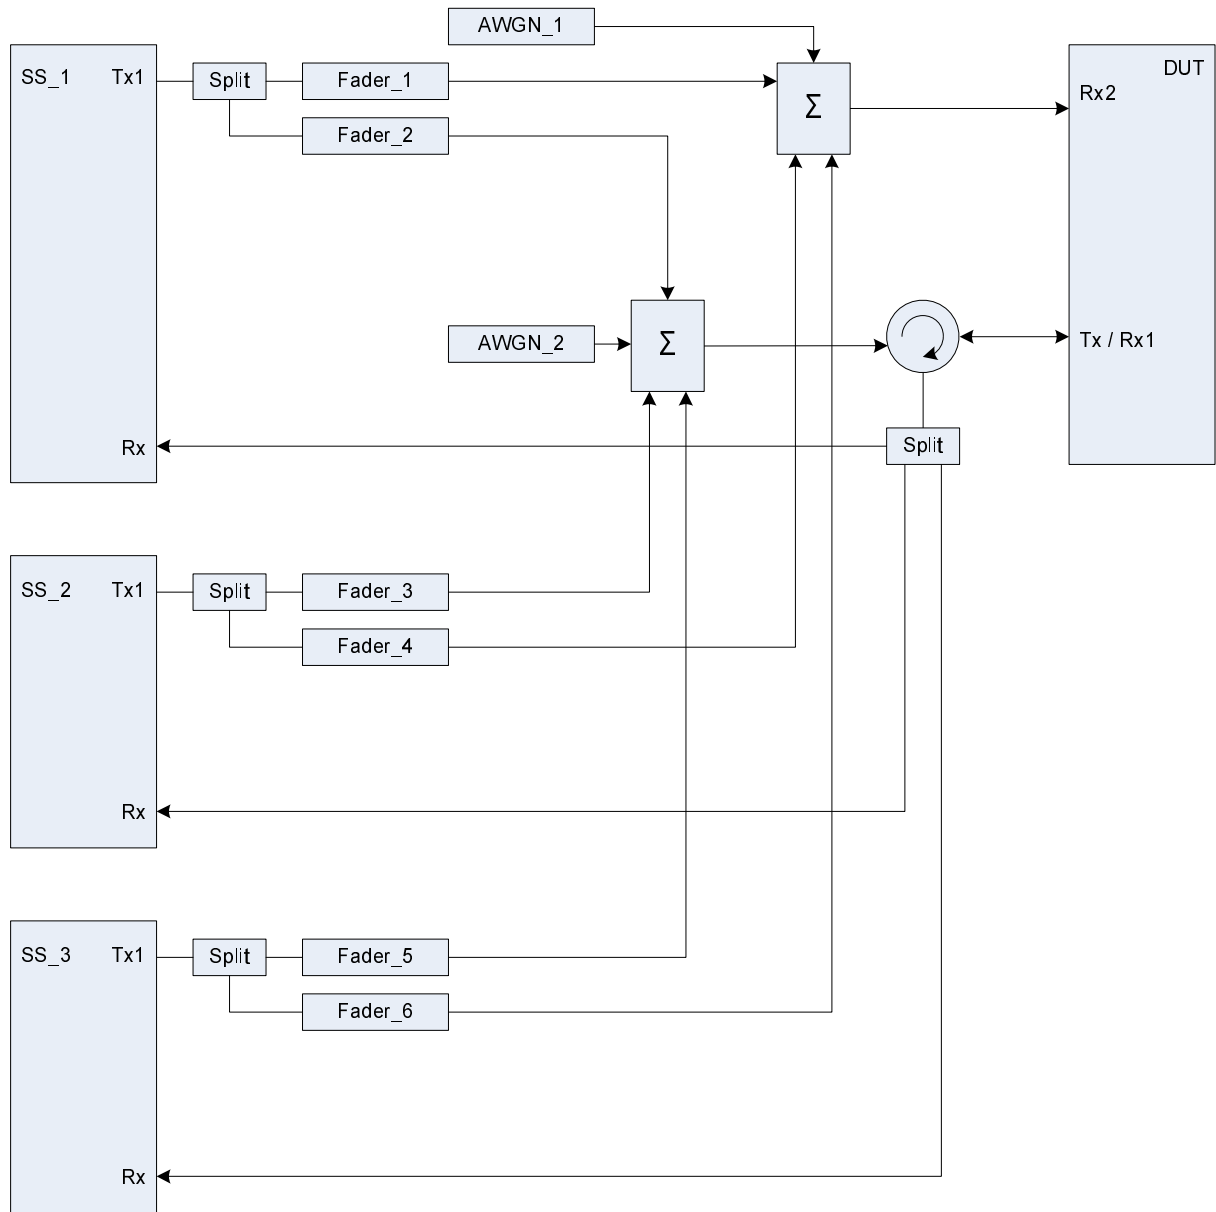 AWGN_1
SS_1 Tx1
Split
Fader_1
Σ
DUT
Rx2
Fader_2
AWGN_2
Σ
Tx / Rx1
Rx
Split
SS_2 Tx1
Split
Fader_3
Fader_4
Rx
SS_3 Tx1
Split
Fader_5
Fader_6
Rx